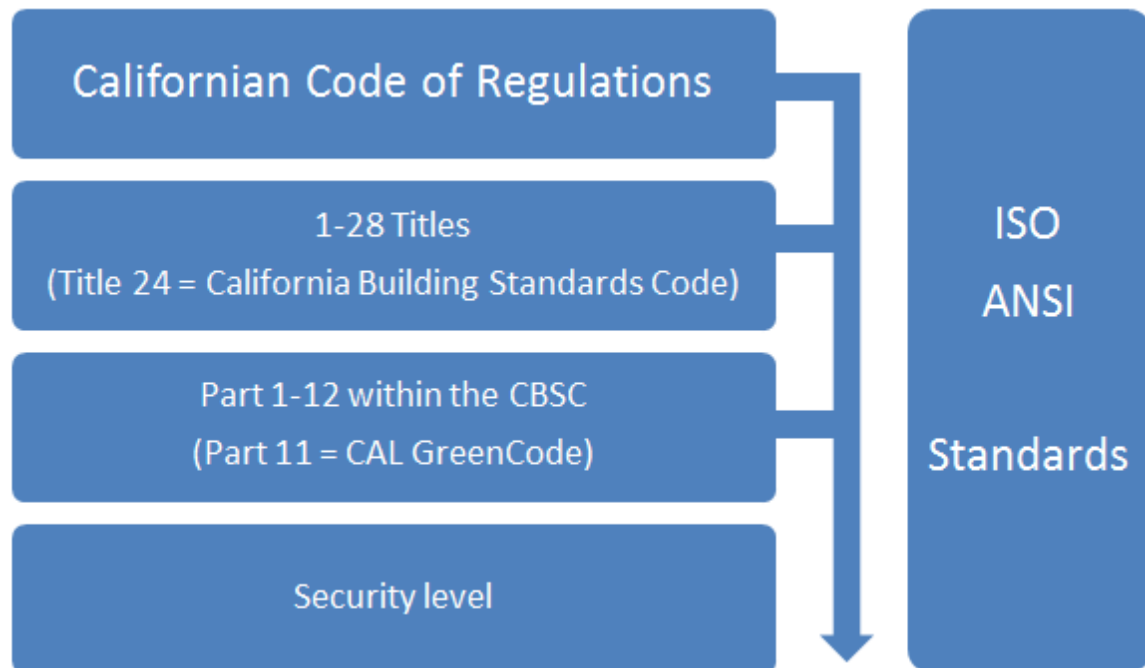 Californian Code of Regulations
1-28 Titles
(Title 24 = California Building Standards Code)
Part 1-12 within the CBSC
(Part 11 = CAL GreenCode)
Security level
ISO
ANSI
Standards